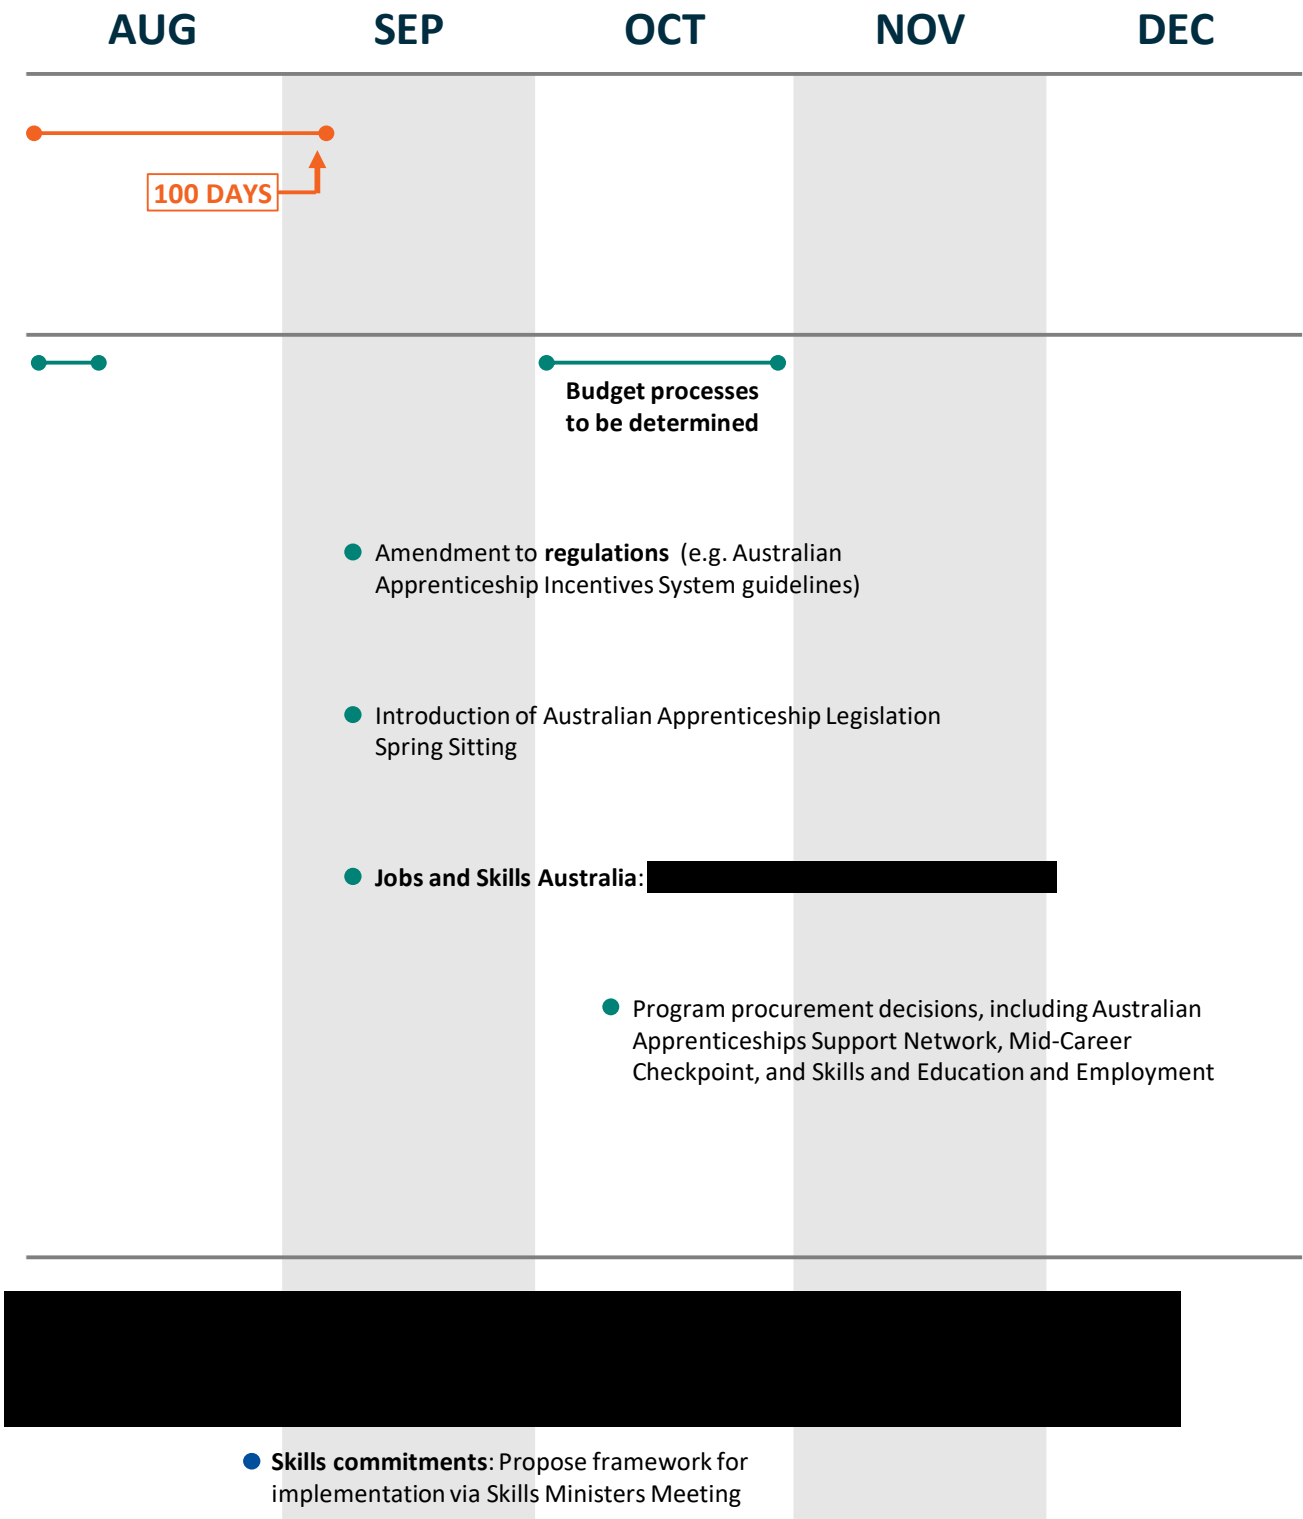 AUG SEP OCT NOV DEC
100 DAYS
Budget processes
to be determined
Amendment to regulations (e.g. Australian
Apprenticeship Incentives System guidelines)
Introduction of Australian Apprenticeship Legislation
Spring Sitting
Jobs and Skills Australia:
Program procurement decisions, including Australian
Apprenticeships Support Network, Mid-Career
Checkpoint, and Skills and Education and Employment
Skills commitments: Propose framework for
implementation via Skills Ministers Meeting